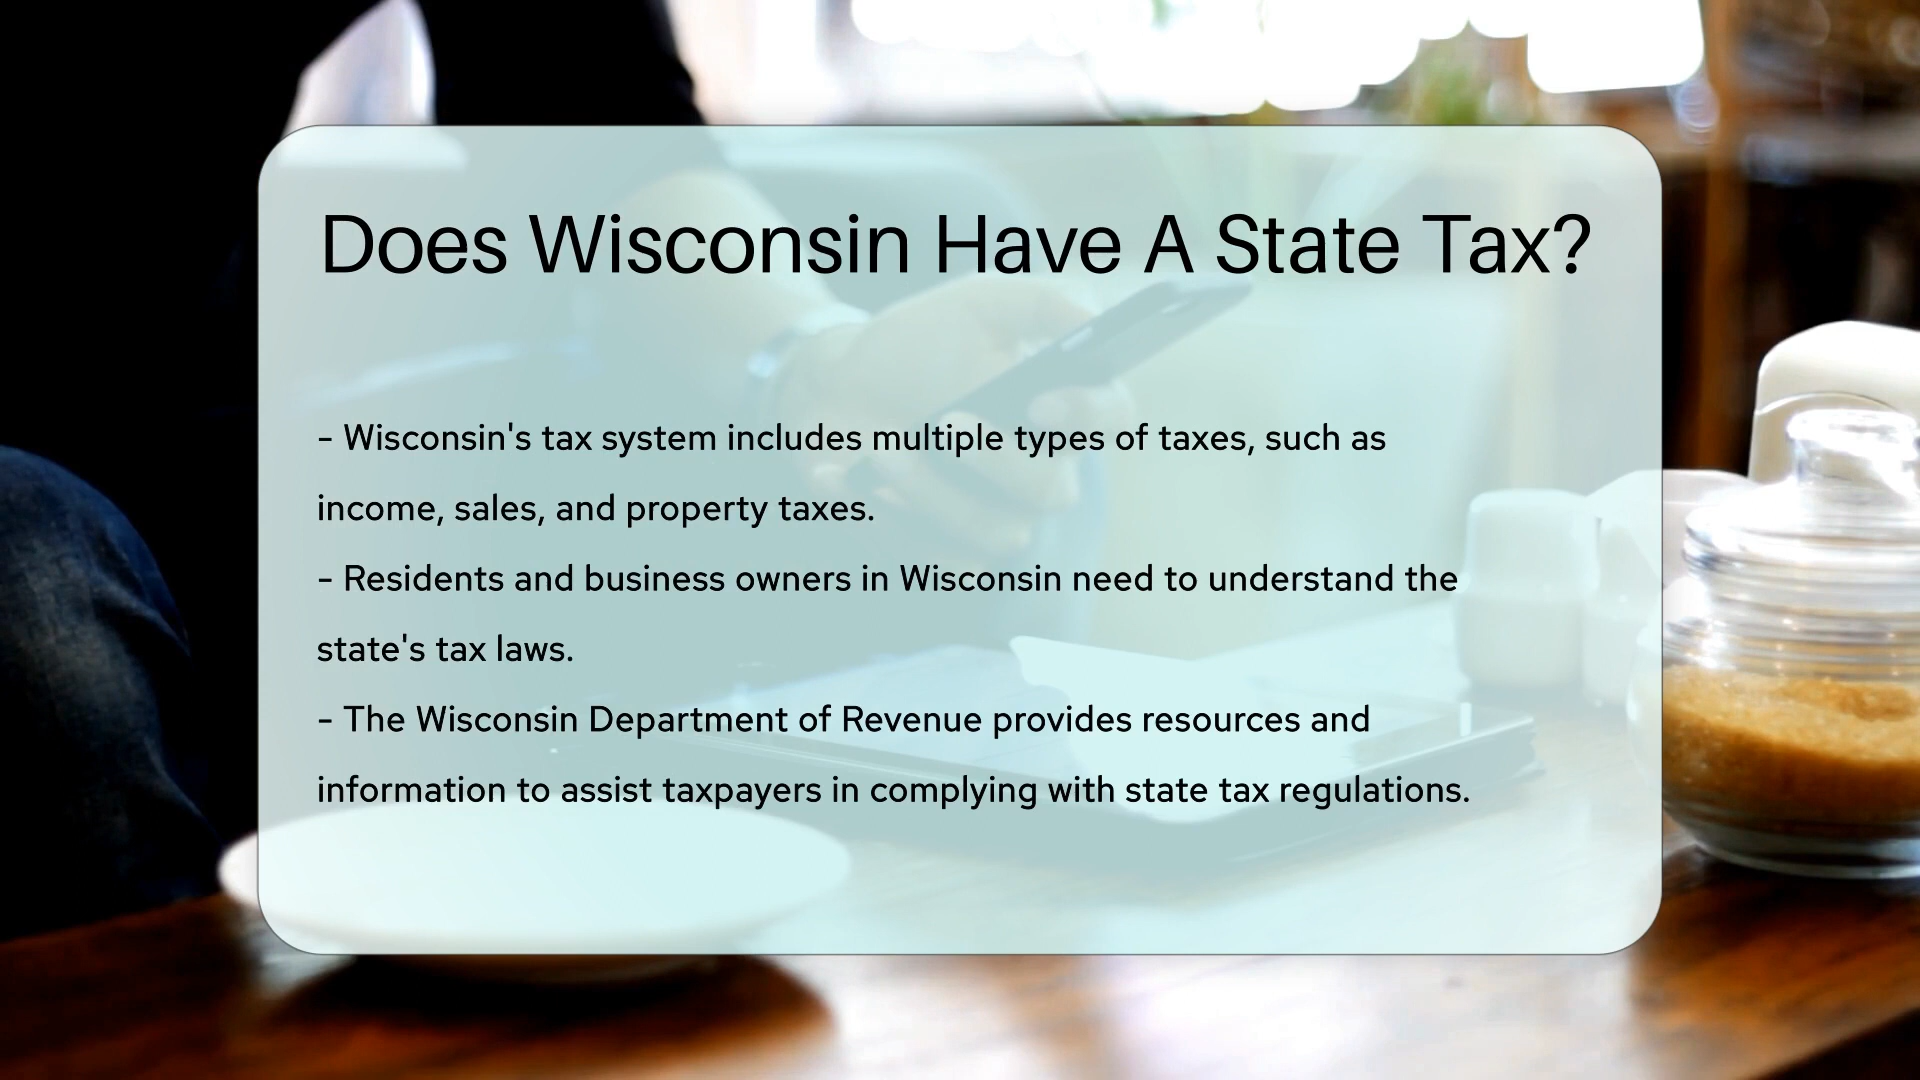 Does Wisconsin Have A State Tax?
- Wisconsin's tax system includes multiple types of taxes, such as
income, sales, and property taxes.
- Residents and business owners in Wisconsin need to understand the
state's tax laws.
- The Wisconsin Department of Revenue provides resources and
information to assist taxpayers in complying with state tax regulations.